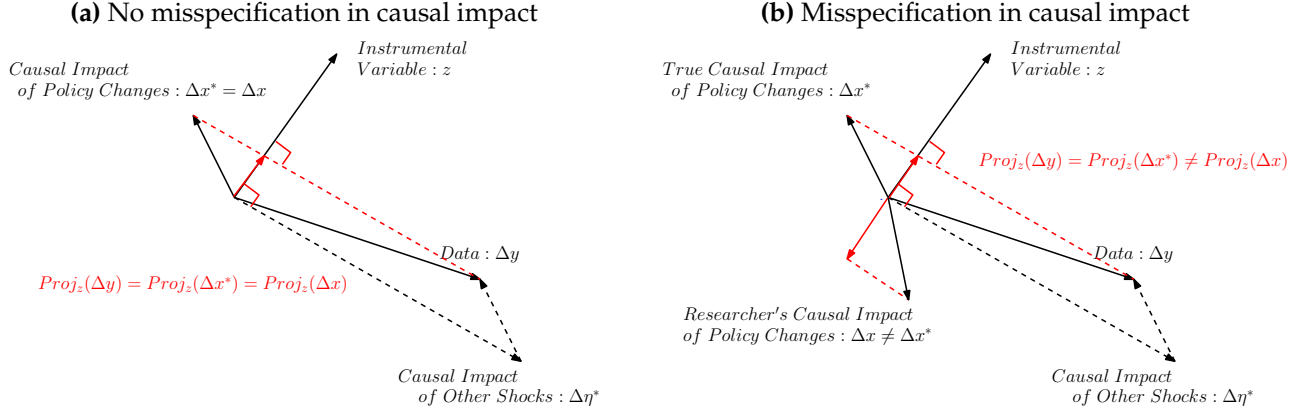 (a) No misspecification in causal impact
Instrumental
Variable : z
Causal Impact
of Policy Changes : Δx* = Δx
Data : Δy
Proj_z(Δy) = Proj_z(Δx*) = Proj_z(Δx)
Causal Impact
of Other Shocks : Δη*
(b) Misspecification in causal impact
Instrumental
Variable : z
True Causal Impact
of Policy Changes : Δx*
Proj_z(Δy) = Proj_z(Δx*) ≠ Proj_z(Δx)
Data : Δy
Researcher's Causal Impact
of Policy Changes : Δx ≠ Δx*
Causal Impact
of Other Shocks : Δη*